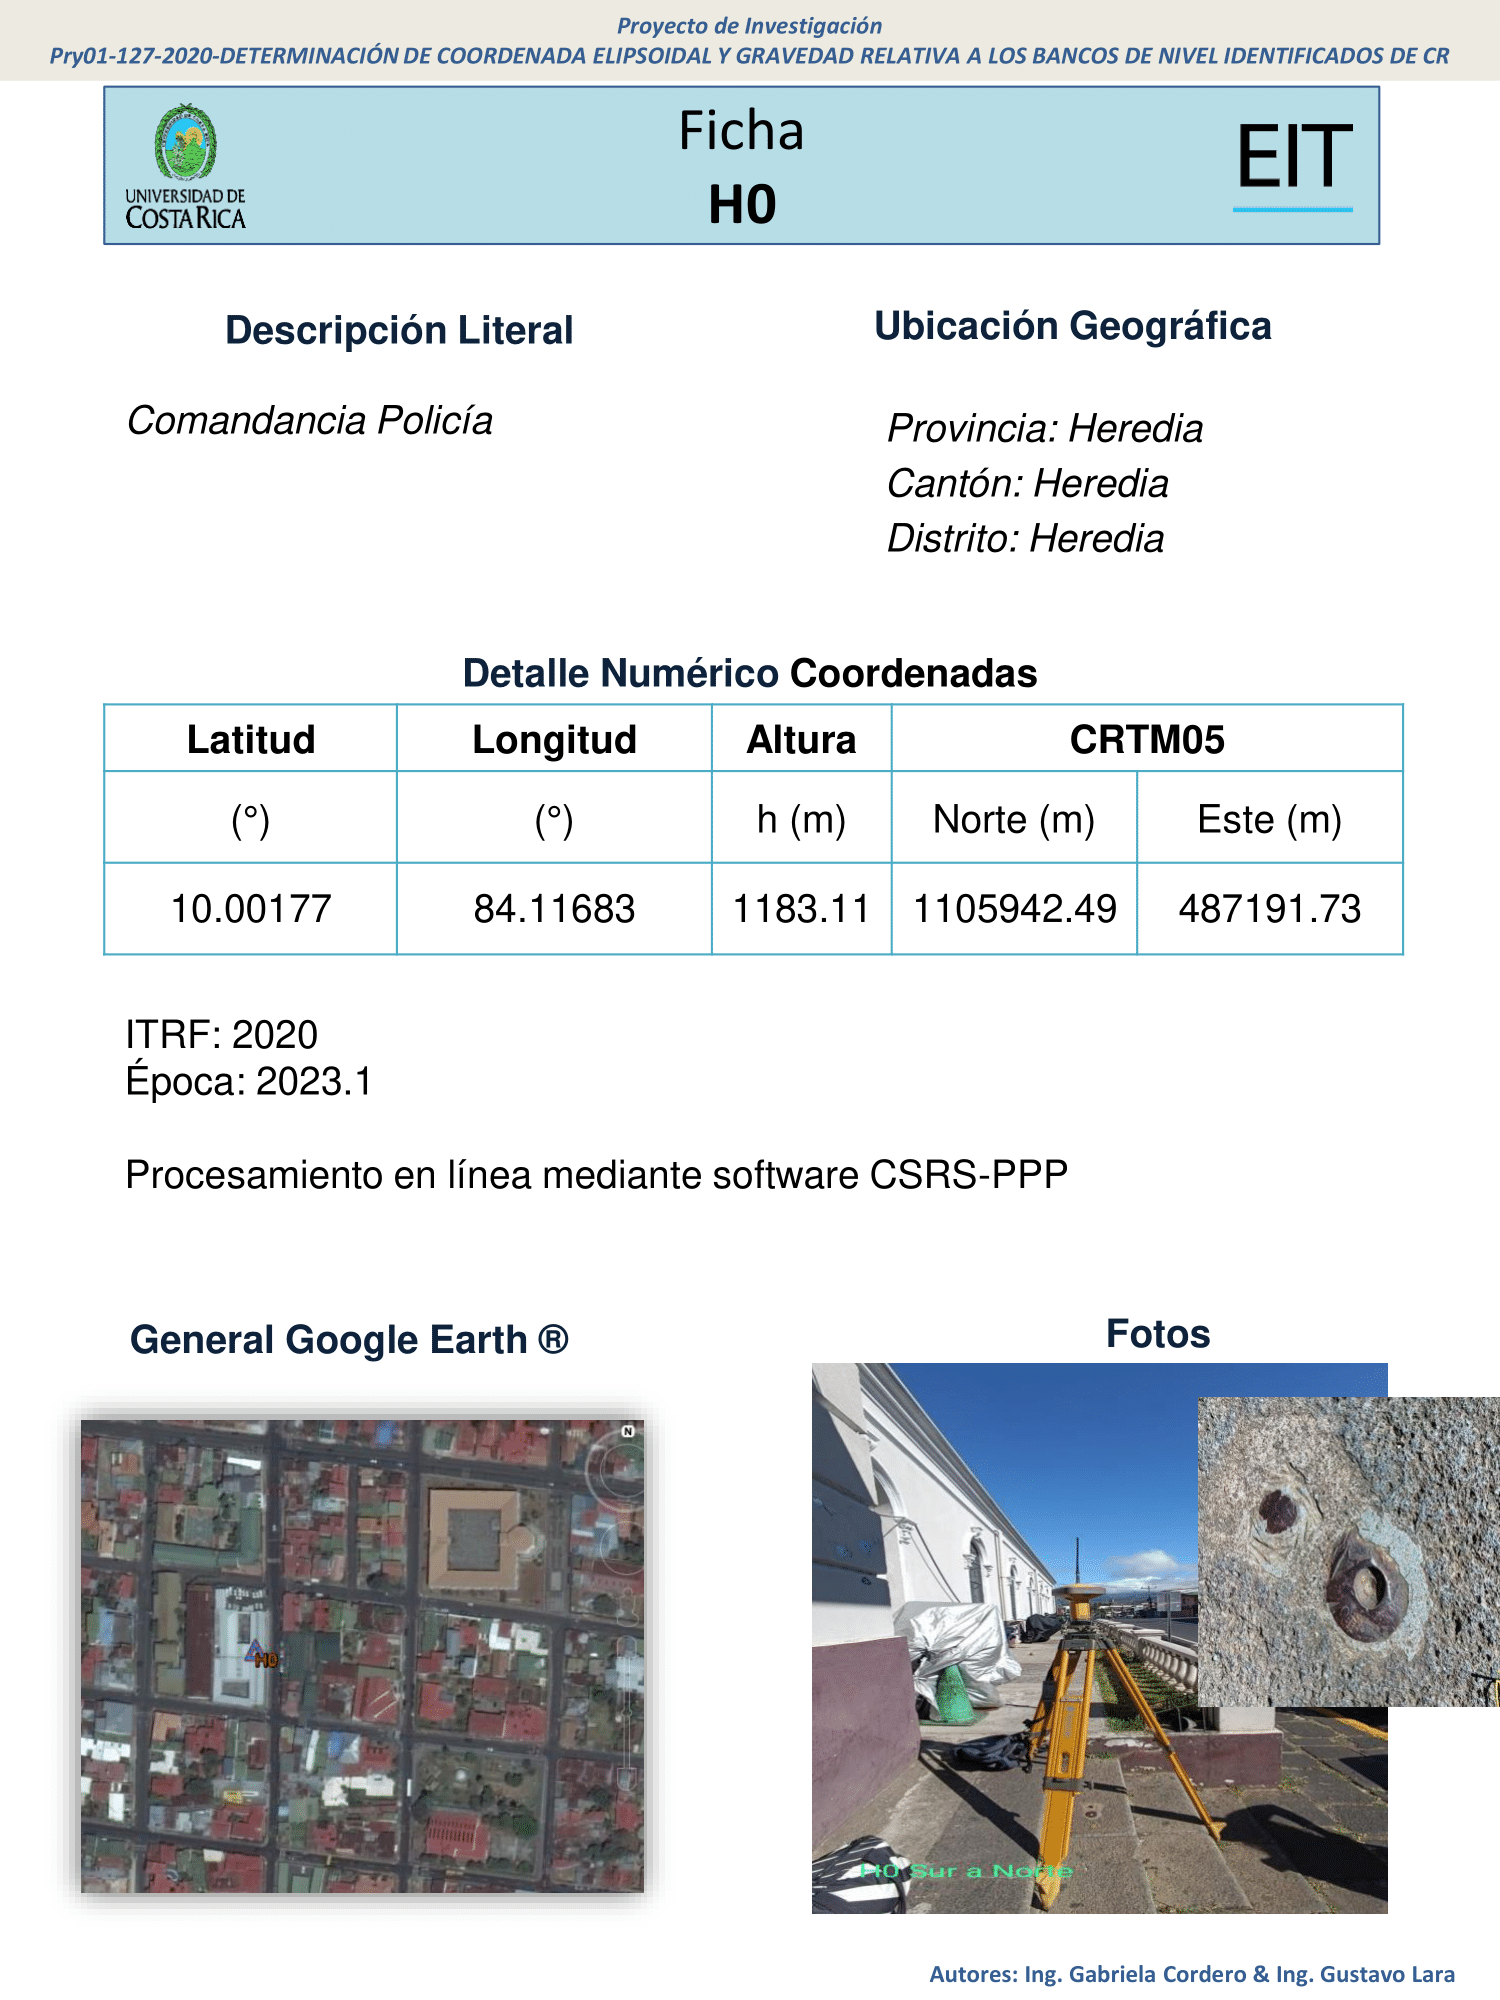 Proyecto de Investigación
Pry01-127-2020-DETERMINACIÓN DE COORDENADA ELIPSOIDAL Y GRAVEDAD RELATIVA A LOS BANCOS DE NIVEL IDENTIFICADOS DE CR
UNIVERSIDAD DE
COSTA RICA
Ficha
H0
EIT
Descripción Literal
Comandancia Policía
Ubicación Geográfica
Provincia: Heredia
Cantón: Heredia
Distrito: Heredia
Detalle Numérico Coordenadas
Latitud Longitud Altura CRTM05
(°) (°) h (m) Norte (m) Este (m)
10.00177 84.11683 1183.11 1105942.49 487191.73
ITRF: 2020
Época: 2023.1
Procesamiento en línea mediante software CSRS-PPP
General Google Earth ®
N
H0
Fotos
H0 Sur a Norte
Autores: Ing. Gabriela Cordero & Ing. Gustavo Lara